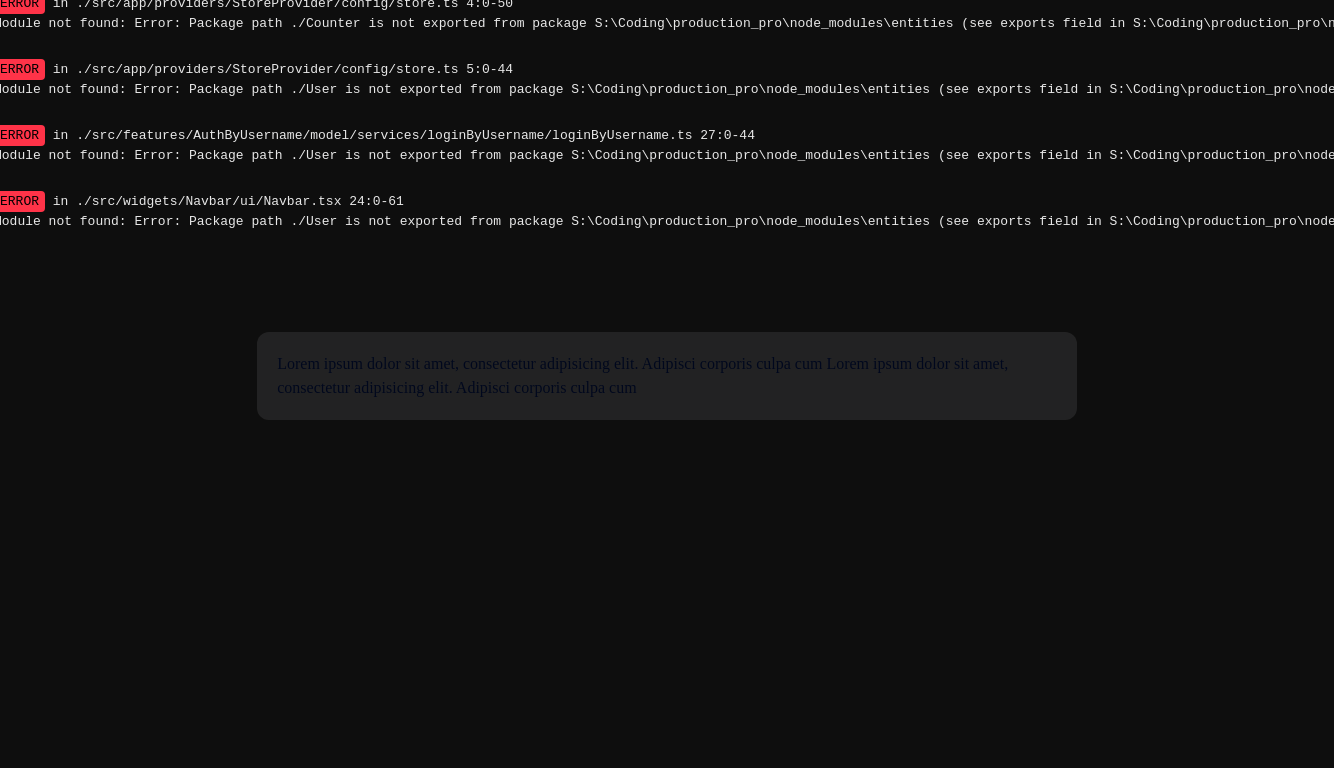 ERROR in ./src/app/providers/StoreProvider/config/store.ts 4:0-50
Module not found: Error: Package path ./Counter is not exported from package S:\Coding\production_pro\node_modules\entities (see exports field in S:\Coding\production_pro\n
ERROR in ./src/app/providers/StoreProvider/config/store.ts 5:0-44
Module not found: Error: Package path ./User is not exported from package S:\Coding\production_pro\node_modules\entities (see exports field in S:\Coding\production_pro\node
ERROR in ./src/features/AuthByUsername/model/services/loginByUsername/loginByUsername.ts 27:0-44
Module not found: Error: Package path ./User is not exported from package S:\Coding\production_pro\node_modules\entities (see exports field in S:\Coding\production_pro\node
ERROR in ./src/widgets/Navbar/ui/Navbar.tsx 24:0-61
Module not found: Error: Package path ./User is not exported from package S:\Coding\production_pro\node_modules\entities (see exports field in S:\Coding\production_pro\node
Lorem ipsum dolor sit amet, consectetur adipisicing elit. Adipisci corporis culpa cum Lorem ipsum dolor sit amet,
consectetur adipisicing elit. Adipisci corporis culpa cum